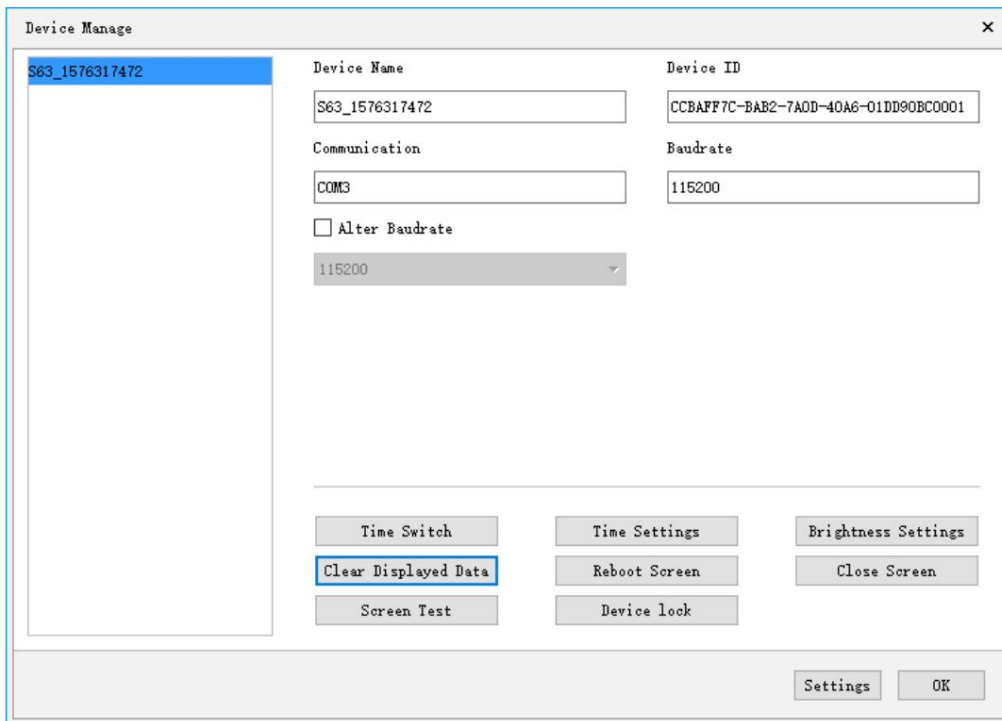 Device Manage
S63_1576317472
Device Name
Device ID
S63_1576317472
CCBAFF7C-BAB2-7A0D-40A6-01DD90BC0001
Communication
Baudrate
COM3
115200
Alter Baudrate
115200
Time Switch
Time Settings
Brightness Settings
Clear Displayed Data
Reboot Screen
Close Screen
Screen Test
Device lock
Settings
OK